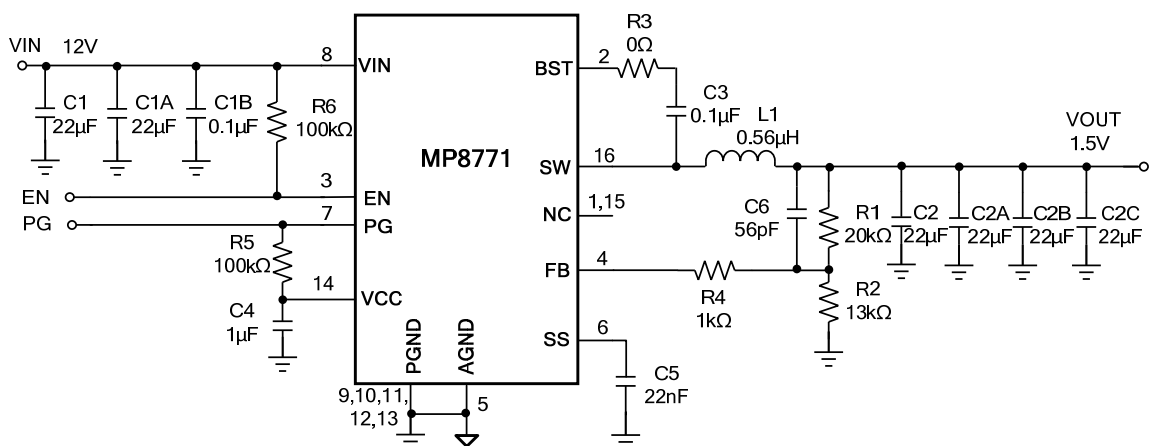 VIN 12V
8
VIN
C1
22µF
C1A
22µF
C1B
0.1µF
R6
100kΩ
EN
3
EN
PG
7
PG
R5
100kΩ
14
VCC
C4
1µF
MP8771
PGND
AGND
9,10,11,
12,13
5
BST
2
R3
0Ω
C3
0.1µF
L1
0.56µH
SW
16
NC
1,15
FB
4
R4
1kΩ
SS
6
C5
22nF
C6
56pF
R1
20kΩ
R2
13kΩ
C2
22µF
C2A
22µF
C2B
22µF
C2C
22µF
VOUT
1.5V